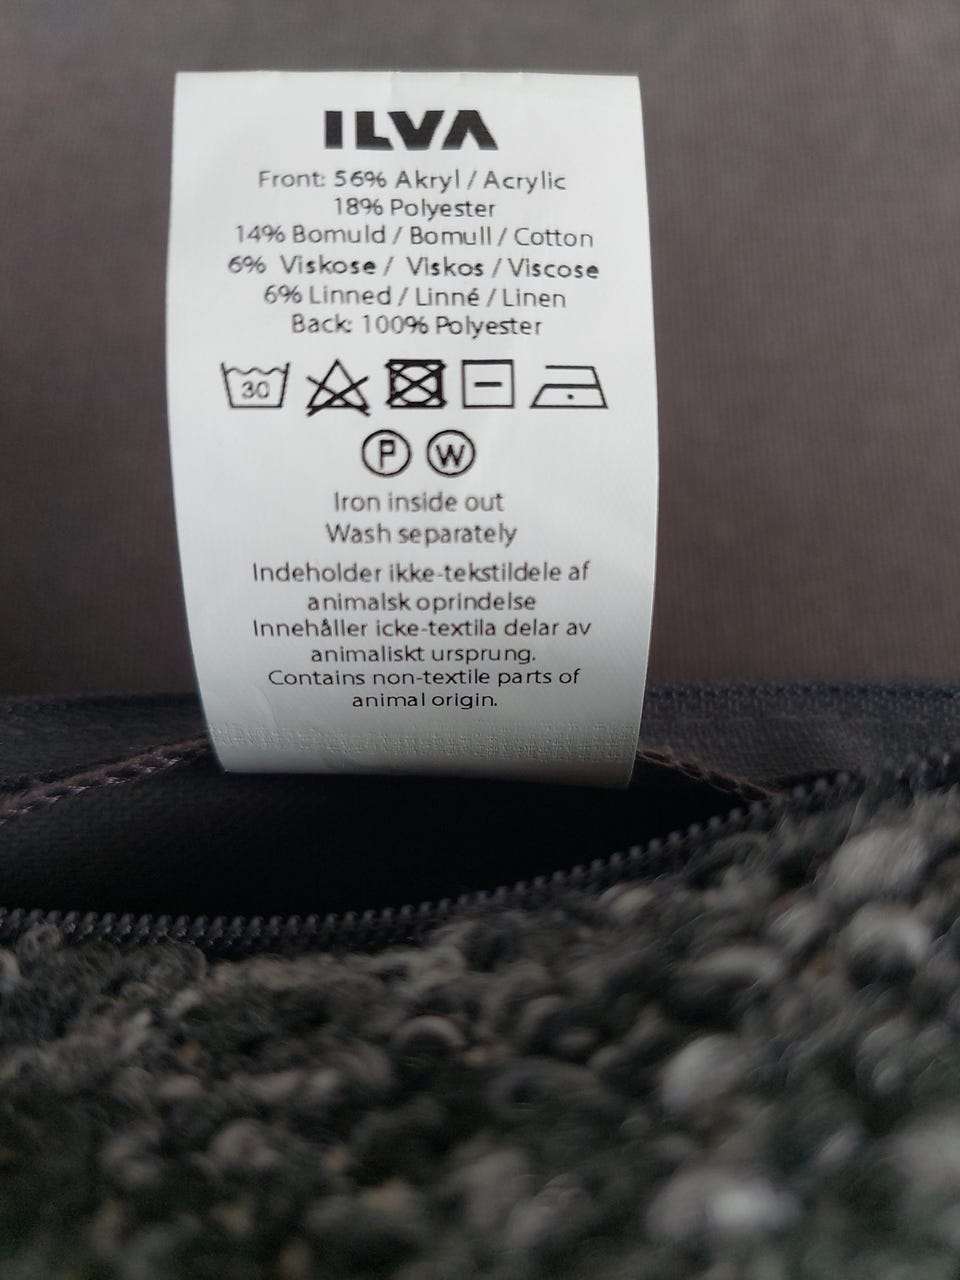 ILVA
Front: 56% Akryl / Acrylic
18% Polyester
14% Bomuld / Bomull / Cotton
6% Viskose / Viskos / Viscose
6% Linned / Linné / Linen
Back: 100% Polyester
30
P W
Iron inside out
Wash separately
Indeholder ikke-tekstildele af
animalsk oprindelse
Innehåller icke-textila delar av
animaliskt ursprung.
Contains non-textile parts of
animal origin.